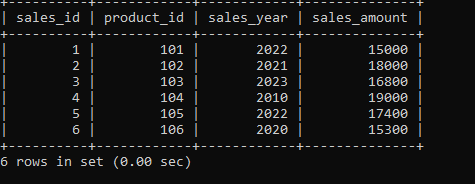 | sales_id | product_id | sales_year | sales_amount |
| 1 | 101 | 2022 | 15000 |
| 2 | 102 | 2021 | 18000 |
| 3 | 103 | 2023 | 16800 |
| 4 | 104 | 2010 | 19000 |
| 5 | 105 | 2022 | 17400 |
| 6 | 106 | 2020 | 15300 |
6 rows in set (0.00 sec)